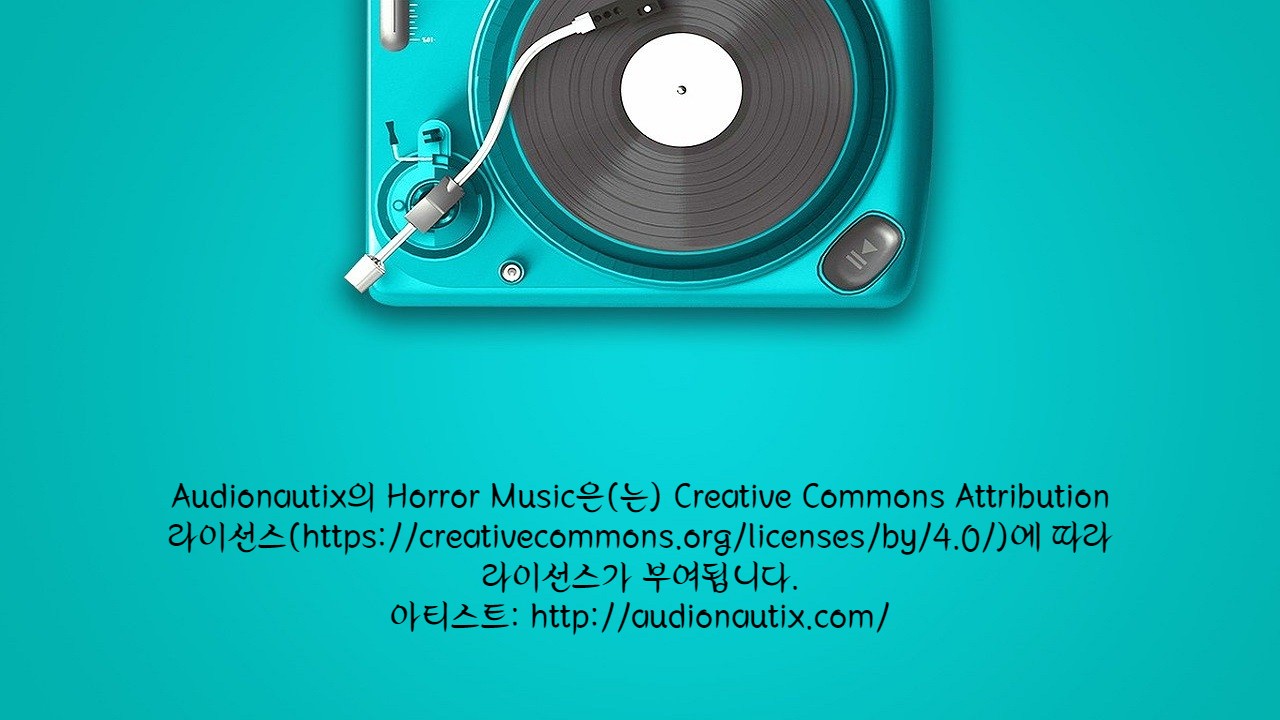 Audionautix의 Horror Music은(는) Creative Commons Attribution
라이선스(https://creativecommons.org/licenses/by/4.0/)에 따라
라이선스가 부여됩니다.
아티스트: http://audionautix.com/